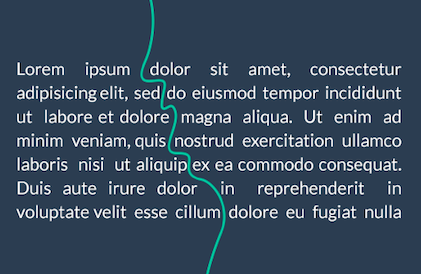 Lorem ipsum dolor sit amet, consectetur
adipisicing elit, sed do eiusmod tempor incididunt
ut labore et dolore magna aliqua. Ut enim ad
minim veniam, quis nostrud exercitation ullamco
laboris nisi ut aliquip ex ea commodo consequat.
Duis aute irure dolor in reprehenderit in
voluptate velit esse cillum dolore eu fugiat nulla